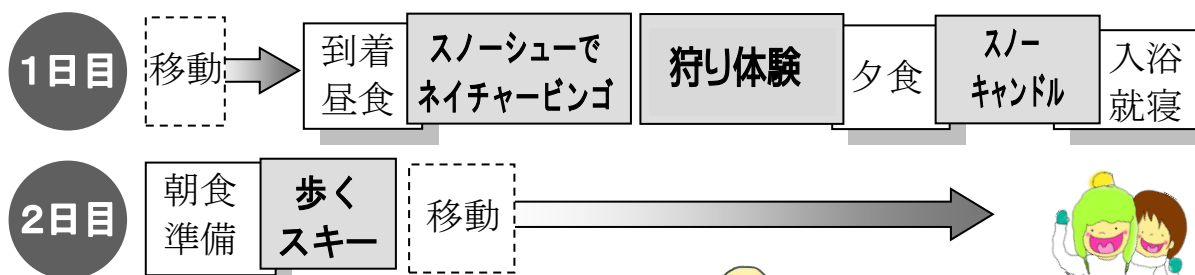 1日目
移動
到着
昼食
スノーシューで
ネイチャービンゴ
狩り体験
夕食
スノー
キャンドル
入浴
就寝
2日目
朝食
準備
歩く
スキー
移動